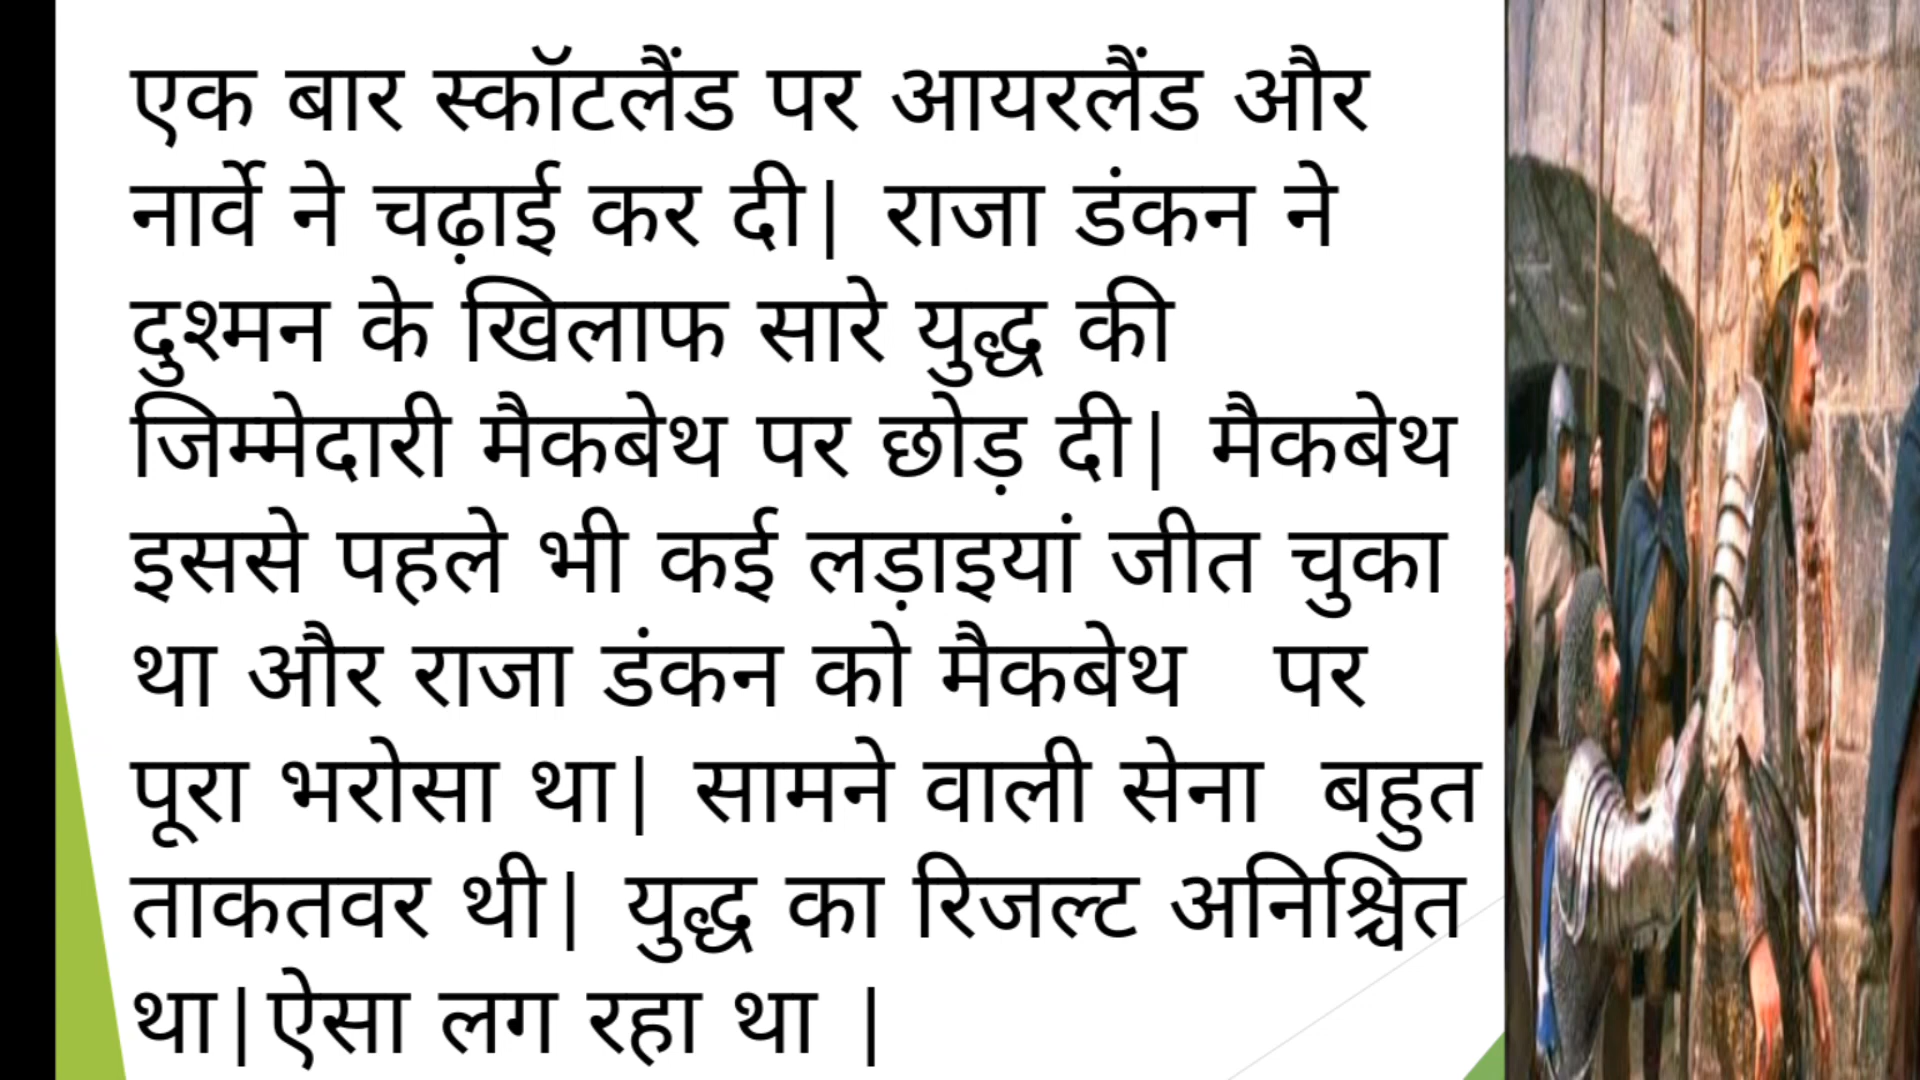 एक बार स्कॉटलैंड पर आयरलैंड और
नार्वे ने चढ़ाई कर दी| राजा डंकन ने
दुश्मन के खिलाफ सारे युद्ध की
जिम्मेदारी मैकबेथ पर छोड़ दी| मैकबेथ
इससे पहले भी कई लड़ाइयां जीत चुका
था और राजा डंकन को मैकबेथ   पर
पूरा भरोसा था| सामने वाली सेना  बहुत
ताकतवर थी| युद्ध का रिजल्ट अनिश्चित
था|ऐसा लग रहा था |